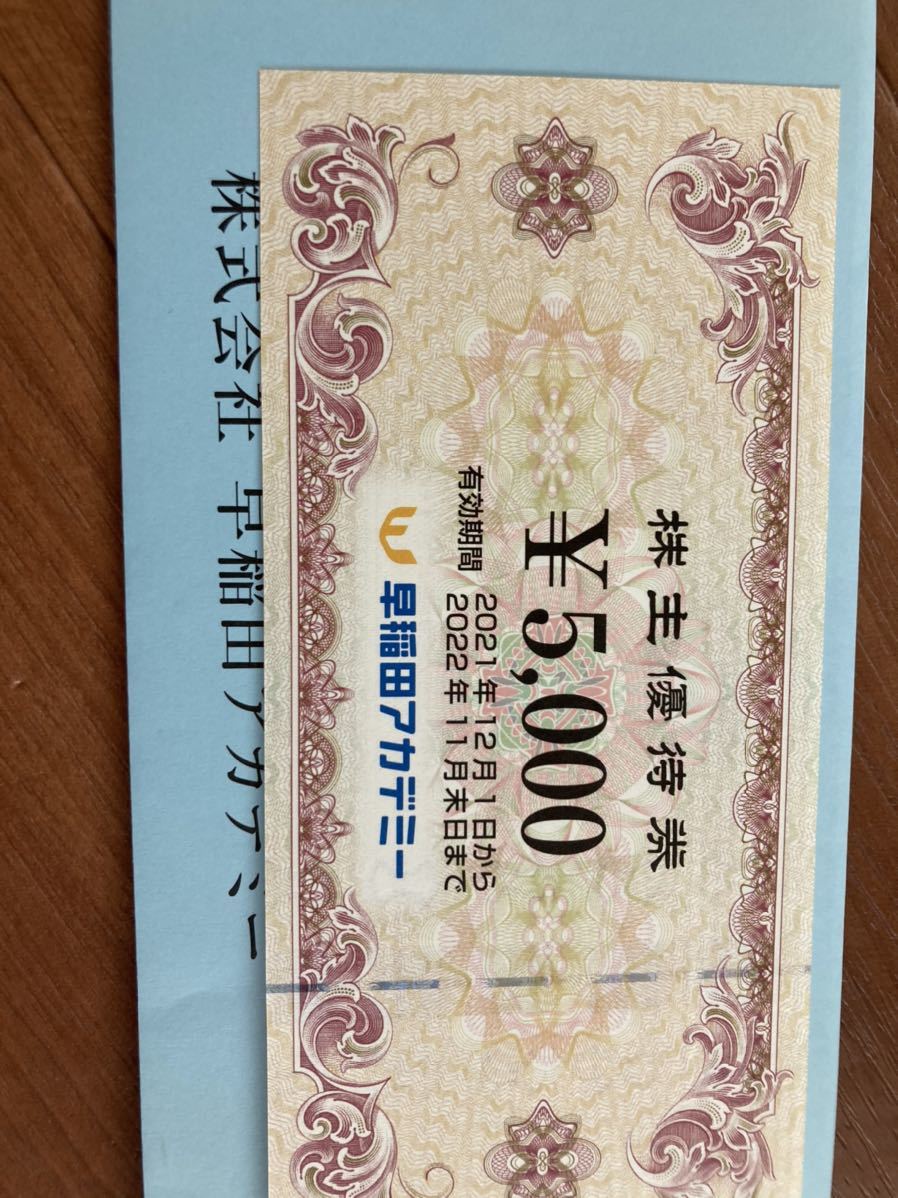 株主優待券
¥5,000
有効期間 2021年12月1日から
2022年11月末日まで
早稲田アカデミー
株式会社 早稲田アカデミー